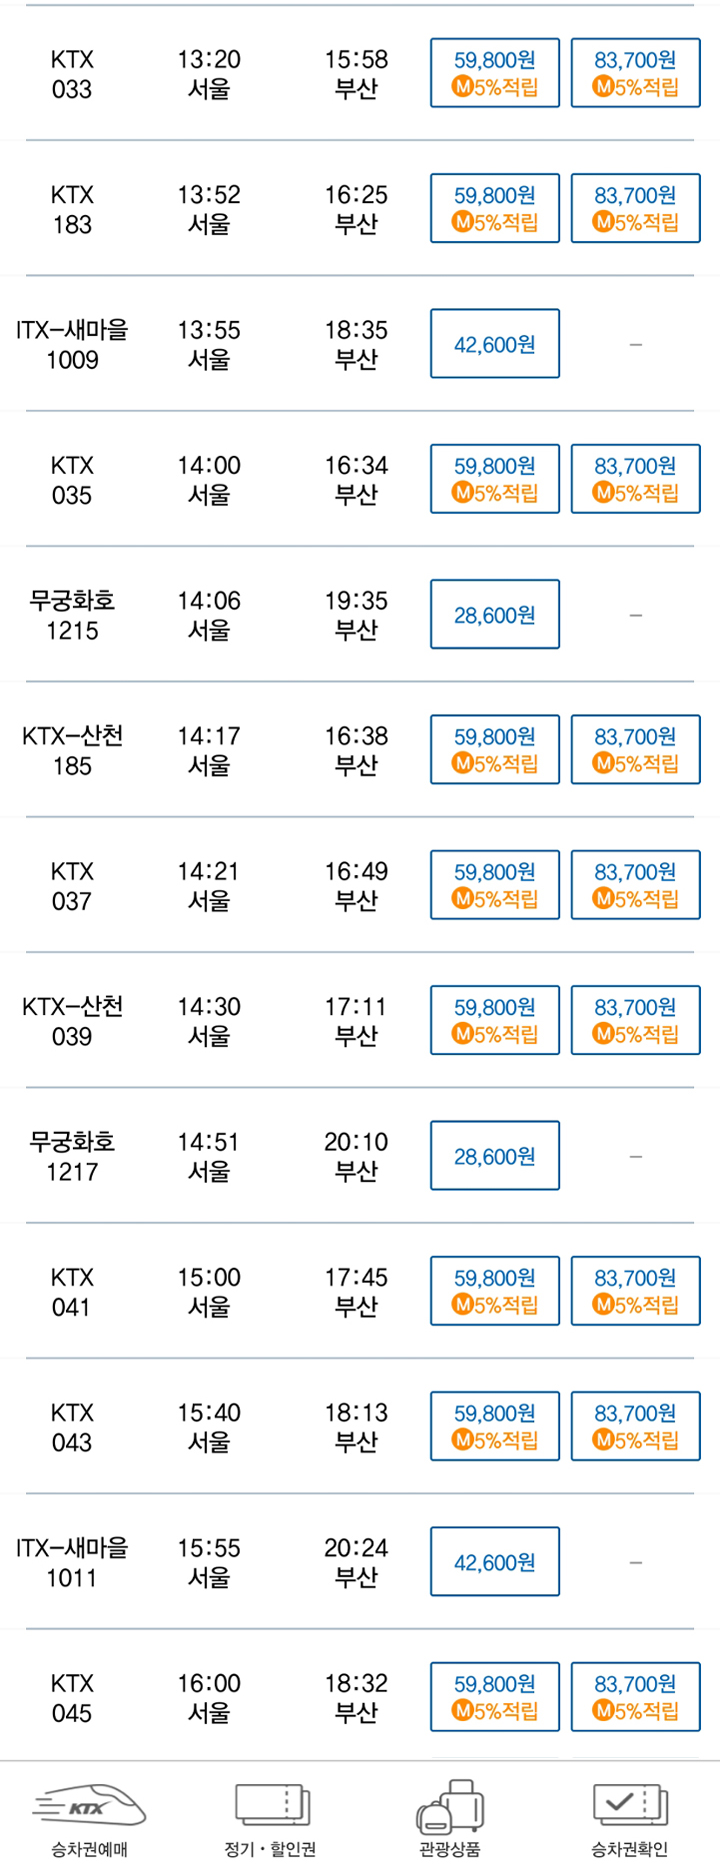 KTX 13:20 15:58 59,800원 83,700원
033 서울 부산 M5%적립 M5%적립
KTX 13:52 16:25 59,800원 83,700원
183 서울 부산 M5%적립 M5%적립
ITX-새마을 13:55 18:35 42,600원 -
1009 서울 부산
KTX 14:00 16:34 59,800원 83,700원
035 서울 부산 M5%적립 M5%적립
무궁화호 14:06 19:35 28,600원 -
1215 서울 부산
KTX-산천 14:17 16:38 59,800원 83,700원
185 서울 부산 M5%적립 M5%적립
KTX 14:21 16:49 59,800원 83,700원
037 서울 부산 M5%적립 M5%적립
KTX-산천 14:30 17:11 59,800원 83,700원
039 서울 부산 M5%적립 M5%적립
무궁화호 14:51 20:10 28,600원 -
1217 서울 부산
KTX 15:00 17:45 59,800원 83,700원
041 서울 부산 M5%적립 M5%적립
KTX 15:40 18:13 59,800원 83,700원
043 서울 부산 M5%적립 M5%적립
ITX-새마을 15:55 20:24 42,600원 -
1011 서울 부산
KTX 16:00 18:32 59,800원 83,700원
045 서울 부산 M5%적립 M5%적립
KTX
승차권예매 정기·할인권 관광상품 승차권확인